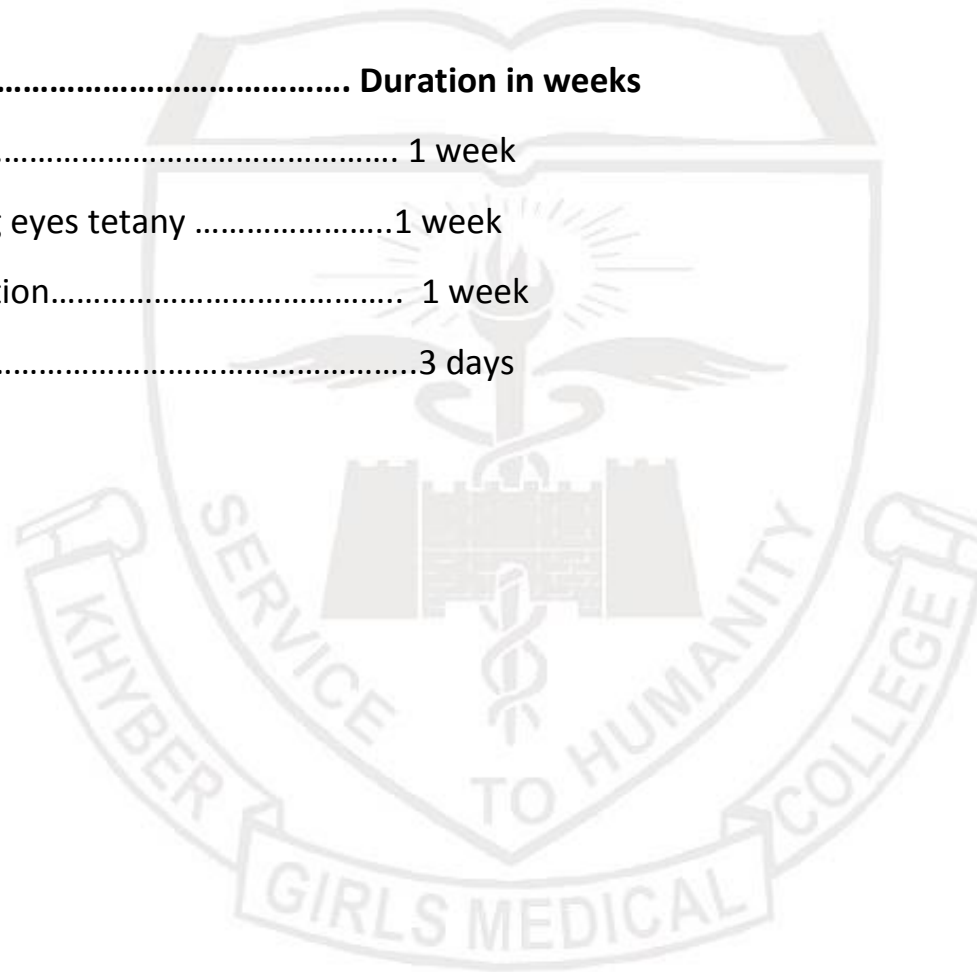 ……………………………………. Duration in weeks
……………………………………………. 1 week
eyes tetany …………………..1 week
tion………………………………….. 1 week
……………………………………………..3 days
SERVICE TO HUMANITY
KHYBER GIRLS MEDICAL COLLEGE